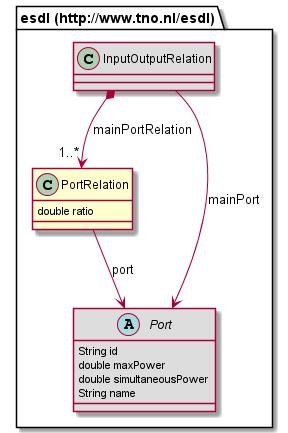 esdl (http://www.tno.nl/esdl)
C InputOutputRelation
mainPortRelation
1..*
C PortRelation
double ratio
mainPort
port
A Port
String id
double maxPower
double simultaneousPower
String name